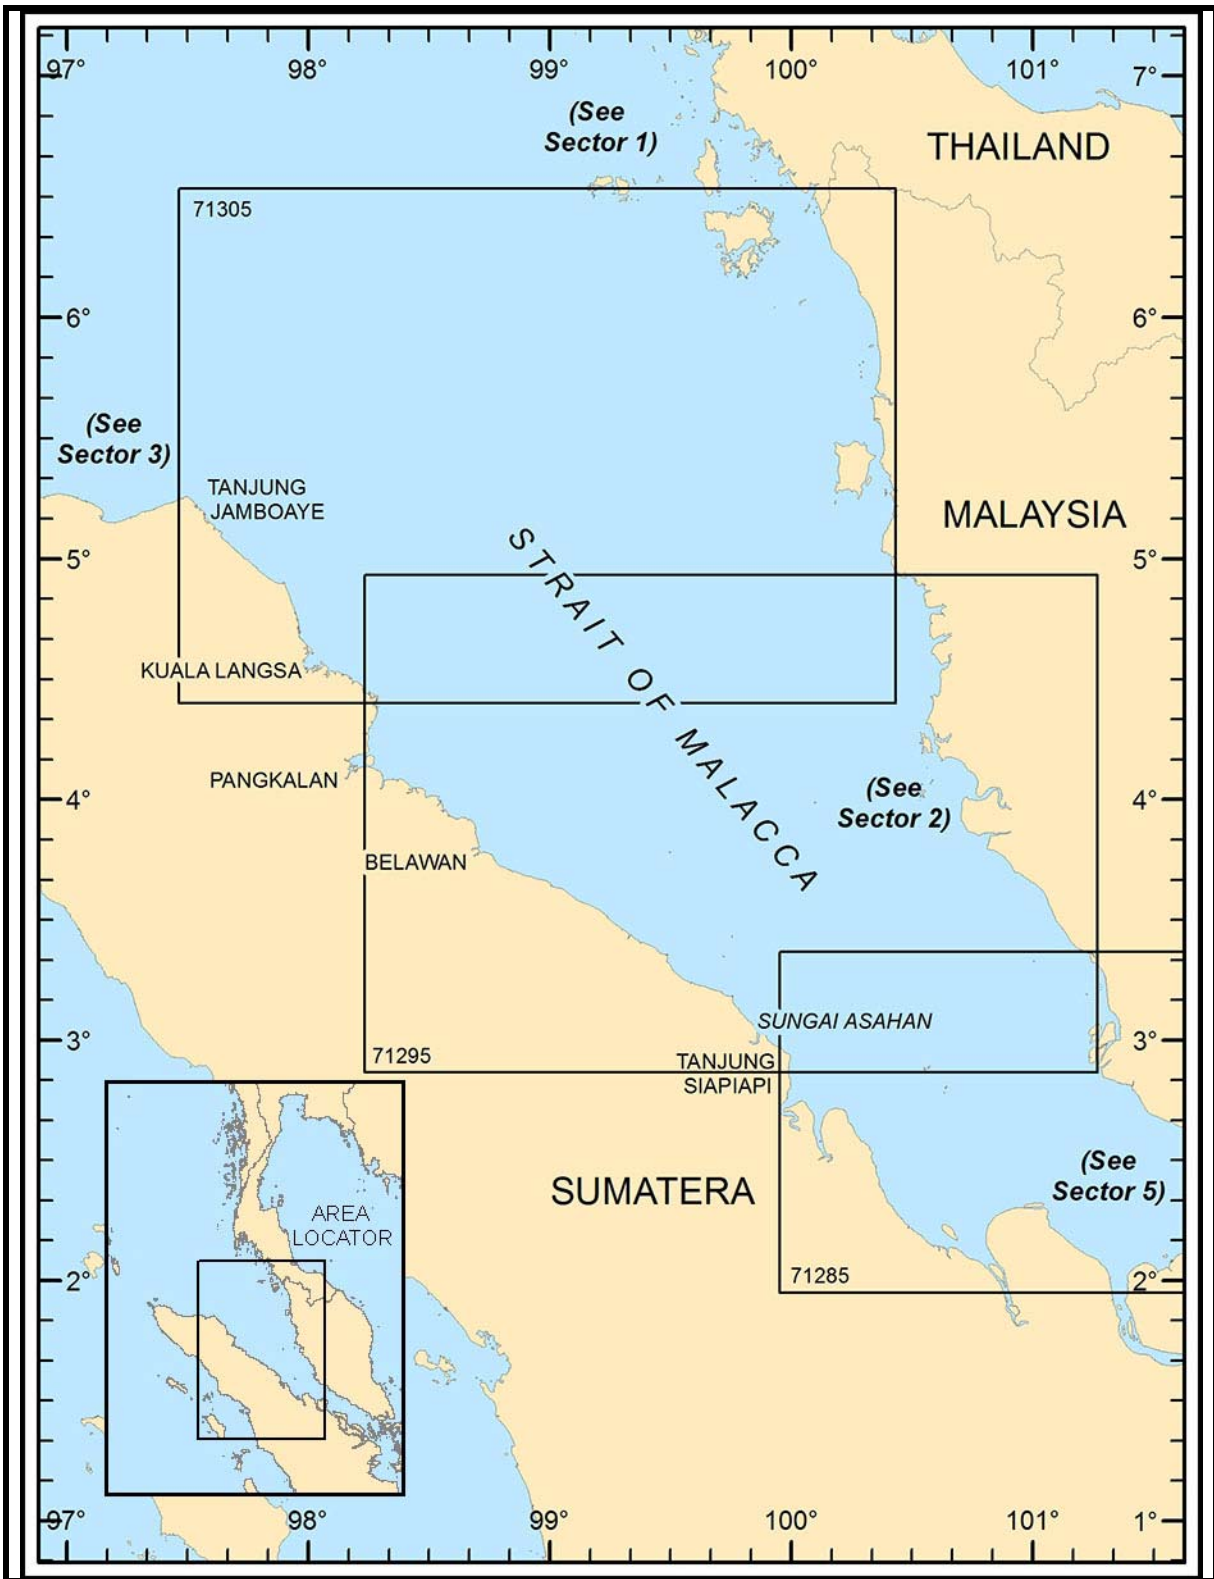 97°
98°
99°
100°
101°
7°
(See
Sector 1)
THAILAND
71305
6°
6°
(See
Sector 3)
TANJUNG
JAMBOAYE
MALAYSIA
5°
5°
STRAIT OF MALACCA
KUALA LANGSA
PANGKALAN
4°
4°
(See
Sector 2)
BELAWAN
SUNGAI ASAHAN
3°
3°
71295
TANJUNG
SIAPIAPI
(See
Sector 5)
SUMATERA
AREA
LOCATOR
71285
2°
2°
97°
98°
99°
100°
101°
1°